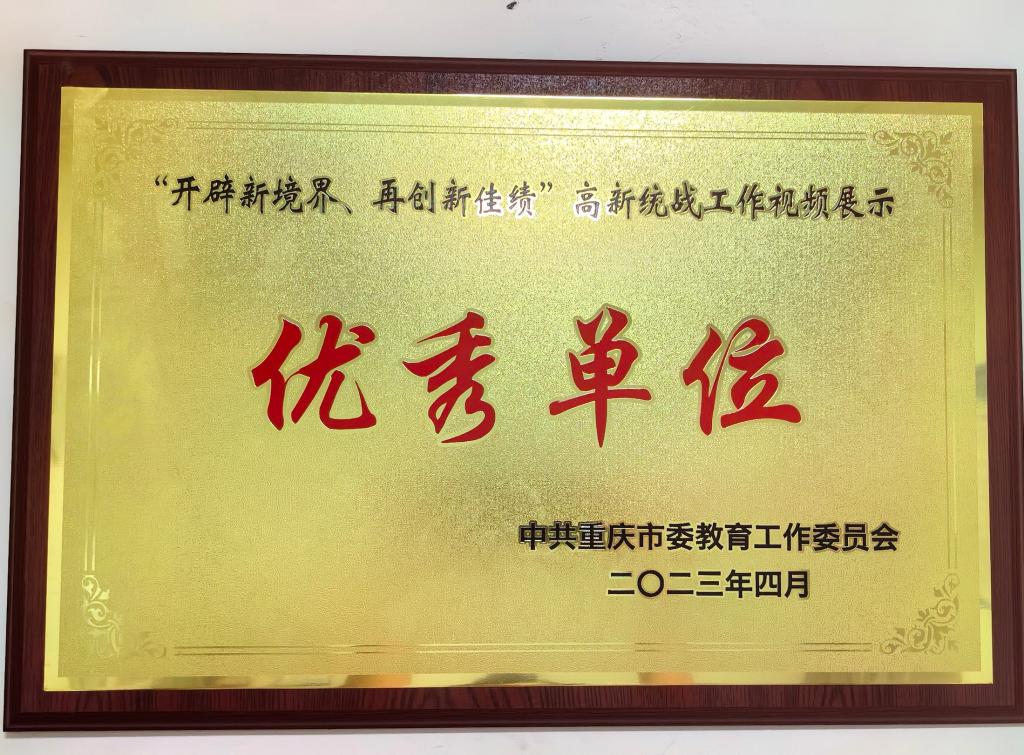 “开辟新境界、再创新佳绩”高新统战工作视频展示
优秀单位
中共重庆市委教育工作委员会
二〇二三年四月